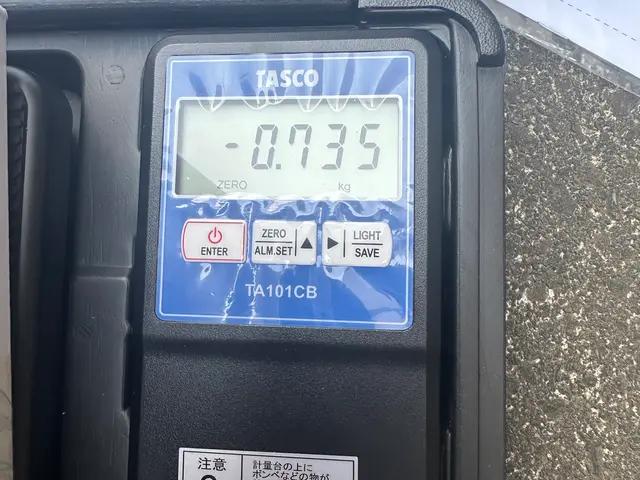 TASCO
-0.735
ZERO
kg
ENTER
ZERO
ALM.SET
LIGHT
SAVE
TA101CB
注意
計量台の上に
ボンベなどの物が